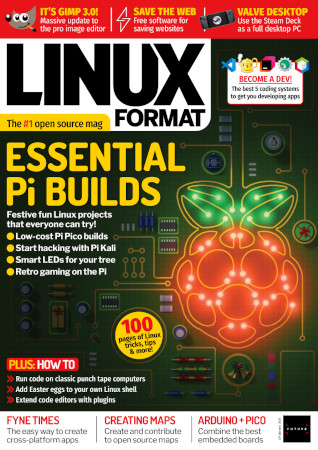 IT'S GIMP 3.0!
Massive update to
the pro image editor
SAVE THE WEB
Free software for
saving websites
VALVE DESKTOP
Use the Steam Deck
as a full desktop PC
BECOME A DEV!
The best 5 coding systems
to get you developing apps
LINUX
FORMAT
The #1 open source mag
ESSENTIAL
Pi BUILDS
Festive fun Linux projects
that everyone can try!
Low-cost Pi Pico builds
Start hacking with Pi Kali
Smart LEDs for your tree
Retro gaming on the Pi
100
pages of Linux
tricks, tips
& more!
PLUS: HOW TO
Run code on classic punch tape computers
Add Easter eggs to your own Linux shell
Extend code editors with plugins
FYNE TIMES
The easy way to create
cross-platform apps
CREATING MAPS
Create and contribute
to open source maps
ARDUINO + PICO
Combine the best
embedded boards
FUTURE